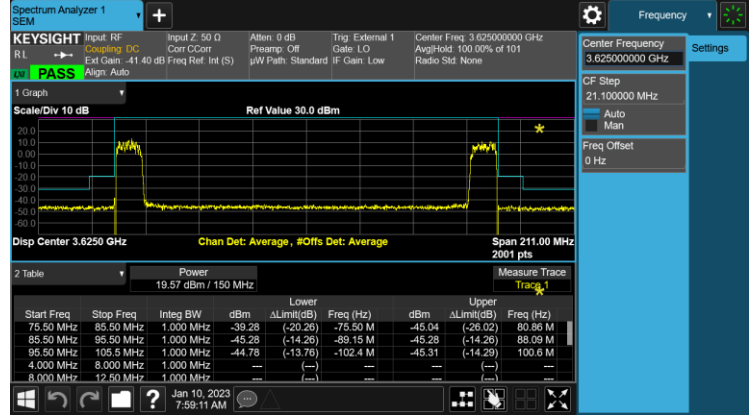 Spectrum Analyzer 1
SEM
Frequency
KEYSIGHT
RL
LXI
PASS
Input: RF
Coupling: DC
Ext Gain: -41.40 dB
Align: Auto
Input Z: 50 Ω
Corr CCorr
Freq Ref: Int (S)
Atten: 0 dB
Preamp: Off
µW Path: Standard
Trig: External 1
Gate: LO
IF Gain: Low
Center Freq: 3.625000000 GHz
Avg|Hold: 100.00% of 101
Radio Std: None
Center Frequency
3.625000000 GHz
Settings
CF Step
21.100000 MHz
Auto
Man
Freq Offset
0 Hz
1 Graph
Scale/Div 10 dB
Ref Value 30.0 dBm
20.0
10.0
0.00
-10.0
-20.0
-30.0
-40.0
-50.0
-60.0
Disp Center 3.6250 GHz
Chan Det: Average, #Offs Det: Average
Span 211.00 MHz
2001 pts
2 Table
Power
19.57 dBm / 150 MHz
Measure Trace
Trace 1
Lower Upper
Start Freq Stop Freq Integ BW dBm ΔLimit(dB) Freq (Hz) dBm ΔLimit(dB) Freq (Hz)
75.50 MHz 85.50 MHz 1.000 MHz -39.28 (-20.26) -75.50 M -45.04 (-26.02) 80.86 M
85.50 MHz 95.50 MHz 1.000 MHz -45.28 (-14.26) -89.15 M -45.28 (-14.26) 88.09 M
95.50 MHz 105.5 MHz 1.000 MHz -44.78 (-13.76) -102.4 M -45.31 (-14.29) 100.6 M
4.000 MHz 8.000 MHz 1.000 MHz --- (---) --- --- (---) ---
8.000 MHz 12.50 MHz 1.000 MHz --- (---) --- --- (---) ---
Jan 10, 2023
7:59:11 AM